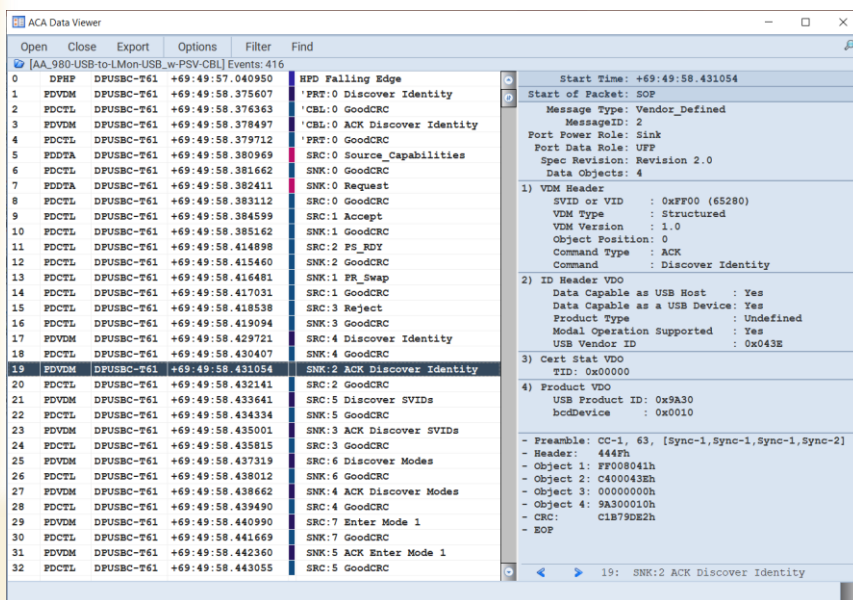 ACA Data Viewer
Open Close Export Options Filter Find
[AA_980-USB-to-LMon-USB_w-PSV-CBL] Events: 416
0 DPHP DPUSBC-T61 +69:49:57.040950 HPD Falling Edge
1 PDVDM DPUSBC-T61 +69:49:58.375607 'PRT:0 Discover Identity
2 PDCTL DPUSBC-T61 +69:49:58.376363 'CBL:0 GoodCRC
3 PDVDM DPUSBC-T61 +69:49:58.378497 'CBL:0 ACK Discover Identity
4 PDCTL DPUSBC-T61 +69:49:58.379712 'PRT:0 GoodCRC
5 PDDTA DPUSBC-T61 +69:49:58.380969 SRC:0 Source_Capabilities
6 PDCTL DPUSBC-T61 +69:49:58.381662 SNK:0 GoodCRC
7 PDDTA DPUSBC-T61 +69:49:58.382411 SNK:0 Request
8 PDCTL DPUSBC-T61 +69:49:58.383112 SRC:0 GoodCRC
9 PDCTL DPUSBC-T61 +69:49:58.384599 SRC:1 Accept
10 PDCTL DPUSBC-T61 +69:49:58.385162 SNK:1 GoodCRC
11 PDCTL DPUSBC-T61 +69:49:58.414898 SRC:2 PS_RDY
12 PDCTL DPUSBC-T61 +69:49:58.415460 SNK:2 GoodCRC
13 PDCTL DPUSBC-T61 +69:49:58.416481 SNK:1 PR_Swap
14 PDCTL DPUSBC-T61 +69:49:58.417031 SRC:1 GoodCRC
15 PDCTL DPUSBC-T61 +69:49:58.418538 SRC:3 Reject
16 PDCTL DPUSBC-T61 +69:49:58.419094 SNK:3 GoodCRC
17 PDVDM DPUSBC-T61 +69:49:58.429721 SRC:4 Discover Identity
18 PDCTL DPUSBC-T61 +69:49:58.430407 SNK:4 GoodCRC
19 PDVDM DPUSBC-T61 +69:49:58.431054 SNK:2 ACK Discover Identity
20 PDCTL DPUSBC-T61 +69:49:58.432141 SRC:2 GoodCRC
21 PDVDM DPUSBC-T61 +69:49:58.433641 SRC:5 Discover SVIDs
22 PDCTL DPUSBC-T61 +69:49:58.434334 SNK:5 GoodCRC
23 PDVDM DPUSBC-T61 +69:49:58.435001 SNK:3 ACK Discover SVIDs
24 PDCTL DPUSBC-T61 +69:49:58.435815 SRC:3 GoodCRC
25 PDVDM DPUSBC-T61 +69:49:58.437319 SRC:6 Discover Modes
26 PDCTL DPUSBC-T61 +69:49:58.438012 SNK:6 GoodCRC
27 PDVDM DPUSBC-T61 +69:49:58.438662 SNK:4 ACK Discover Modes
28 PDCTL DPUSBC-T61 +69:49:58.439490 SRC:4 GoodCRC
29 PDVDM DPUSBC-T61 +69:49:58.440990 SRC:7 Enter Mode 1
30 PDCTL DPUSBC-T61 +69:49:58.441669 SNK:7 GoodCRC
31 PDVDM DPUSBC-T61 +69:49:58.442360 SNK:5 ACK Enter Mode 1
32 PDCTL DPUSBC-T61 +69:49:58.443055 SRC:5 GoodCRC
Start Time: +69:49:58.431054
Start of Packet: SOP
Message Type: Vendor_Defined
MessageID: 2
Port Power Role: Sink
Port Data Role: UFP
Spec Revision: Revision 2.0
Data Objects: 4
1) VDM Header
SVID or VID : 0xFF00 (65280)
VDM Type : Structured
VDM Version : 1.0
Object Position: 0
Command Type : ACK
Command : Discover Identity
2) ID Header VDO
Data Capable as USB Host : Yes
Data Capable as a USB Device: Yes
Product Type : Undefined
Modal Operation Supported : Yes
USB Vendor ID : 0x043E
3) Cert Stat VDO
TID: 0x00000
4) Product VDO
USB Product ID: 0x9A30
bcdDevice : 0x0010
- Preamble: CC-1, 63, [Sync-1,Sync-1,Sync-1,Sync-2]
- Header: 444Fh
- Object 1: FF008041h
- Object 2: C400043Eh
- Object 3: 00000000h
- Object 4: 9A300010h
- CRC: C1B79DE2h
- EOP
19: SNK:2 ACK Discover Identity